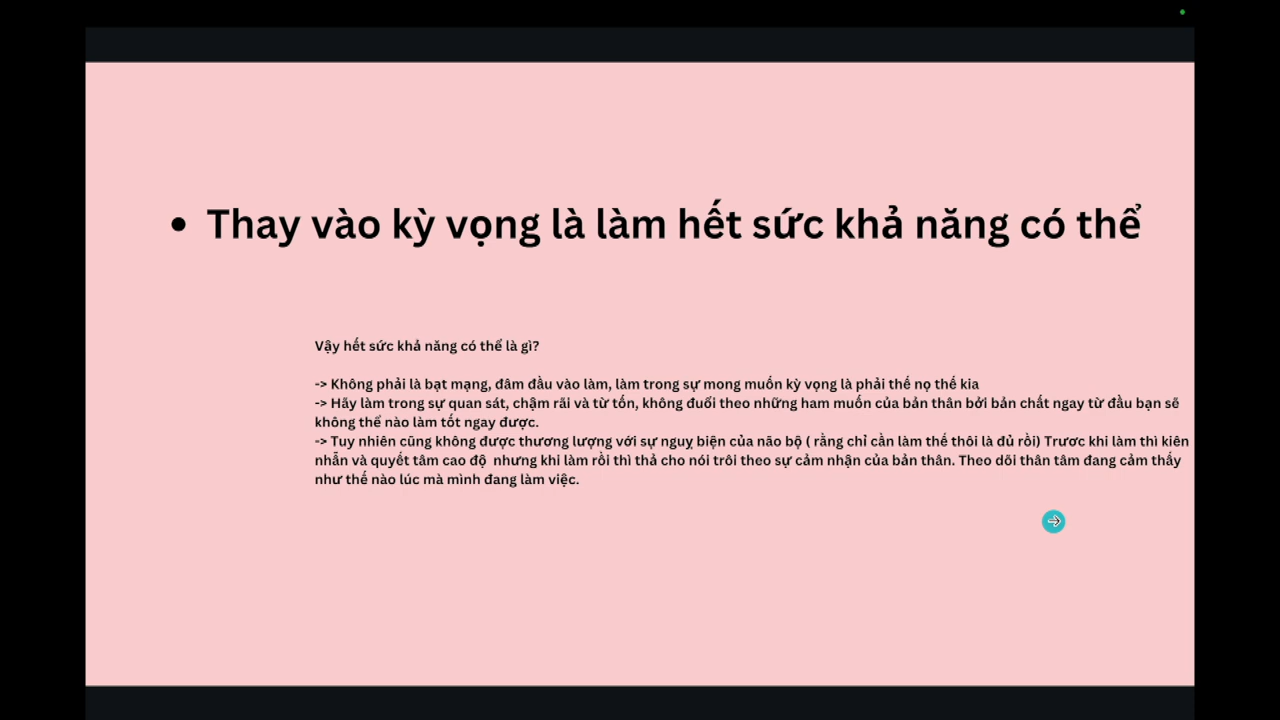 • Thay vào kỳ vọng là làm hết sức khả năng có thể
Vậy hết sức khả năng có thể là gì?
-> Không phải là bạt mạng, đâm đầu vào làm, làm trong sự mong muốn kỳ vọng là phải thế nọ thế kia
-> Hãy làm trong sự quan sát, chậm rãi và từ tốn, không đuổi theo những ham muốn của bản thân bởi bản chất ngay từ đầu bạn sẽ
không thể nào làm tốt ngay được.
-> Tuy nhiên cũng không được thương lượng với sự nguỵ biện của não bộ ( rằng chỉ cần làm thế thôi là đủ rồi) Trươc khi làm thì kiên
nhẫn và quyết tâm cao độ  nhưng khi làm rồi thì thả cho nói trôi theo sự cảm nhận của bản thân. Theo dõi thân tâm đang cảm thấy
như thế nào lúc mà mình đang làm việc.